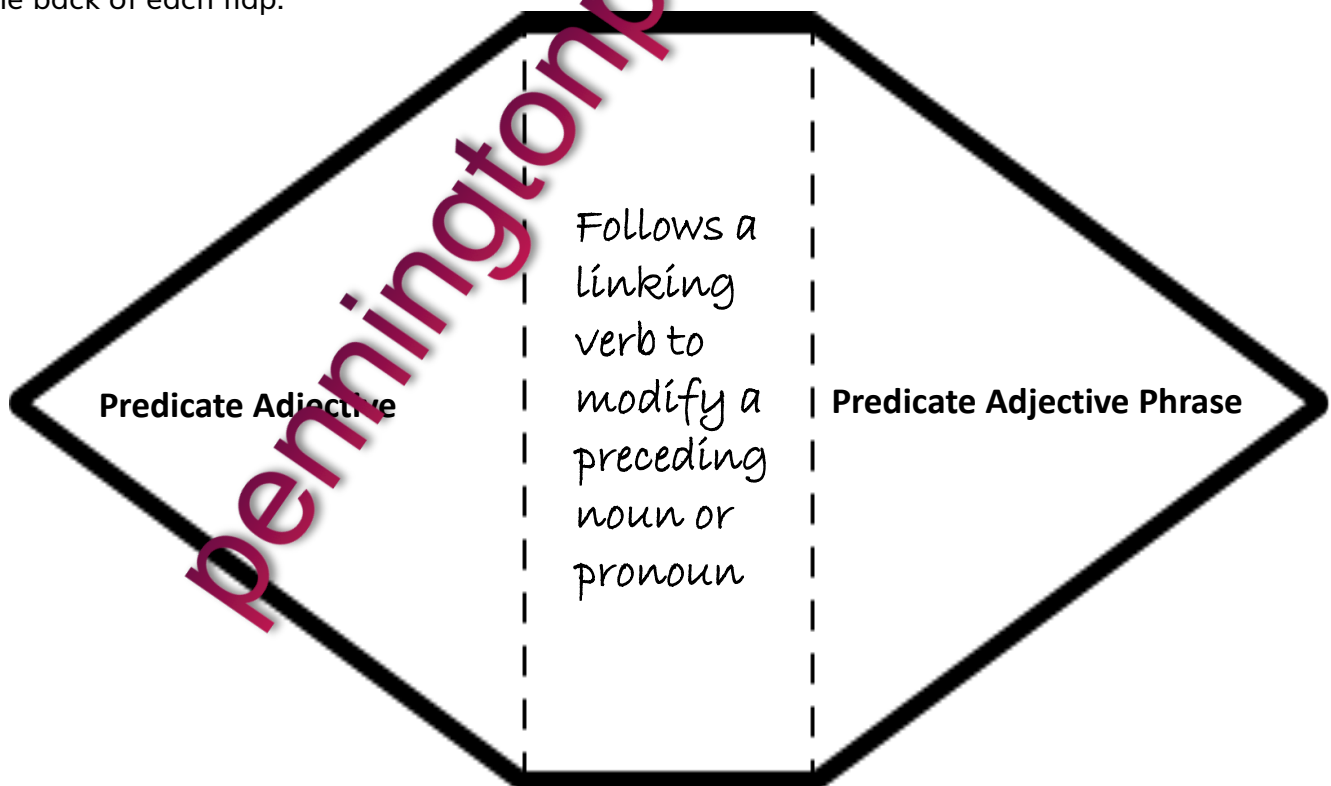 he back of each flap.
Predicate Adjective
Follows a
linking
verb to
modify a
preceding
noun or
pronoun
Predicate Adjective Phrase
penningtonp